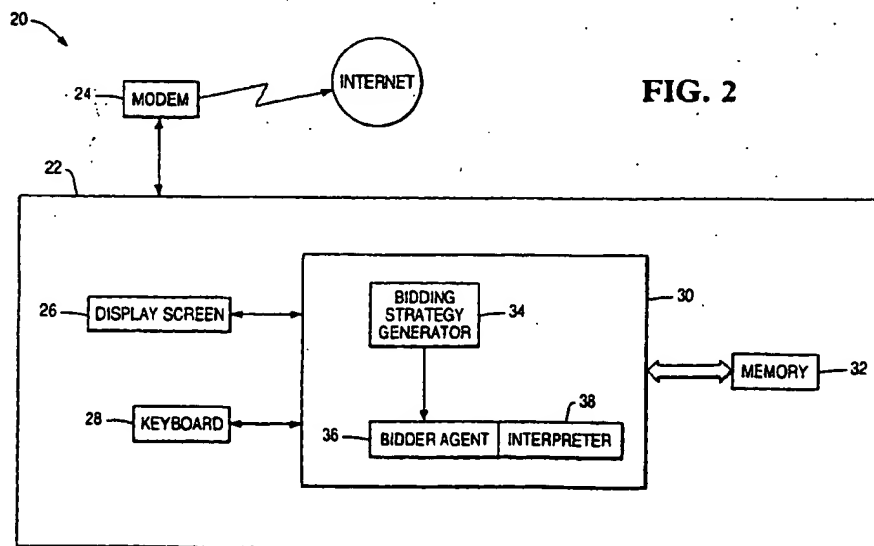 20
INTERNET
FIG. 2
24
MODEM
22
26
DISPLAY SCREEN
BIDDING
STRATEGY
GENERATOR
34
30
MEMORY
32
28
KEYBOARD
36
BIDDER AGENT
INTERPRETER
38